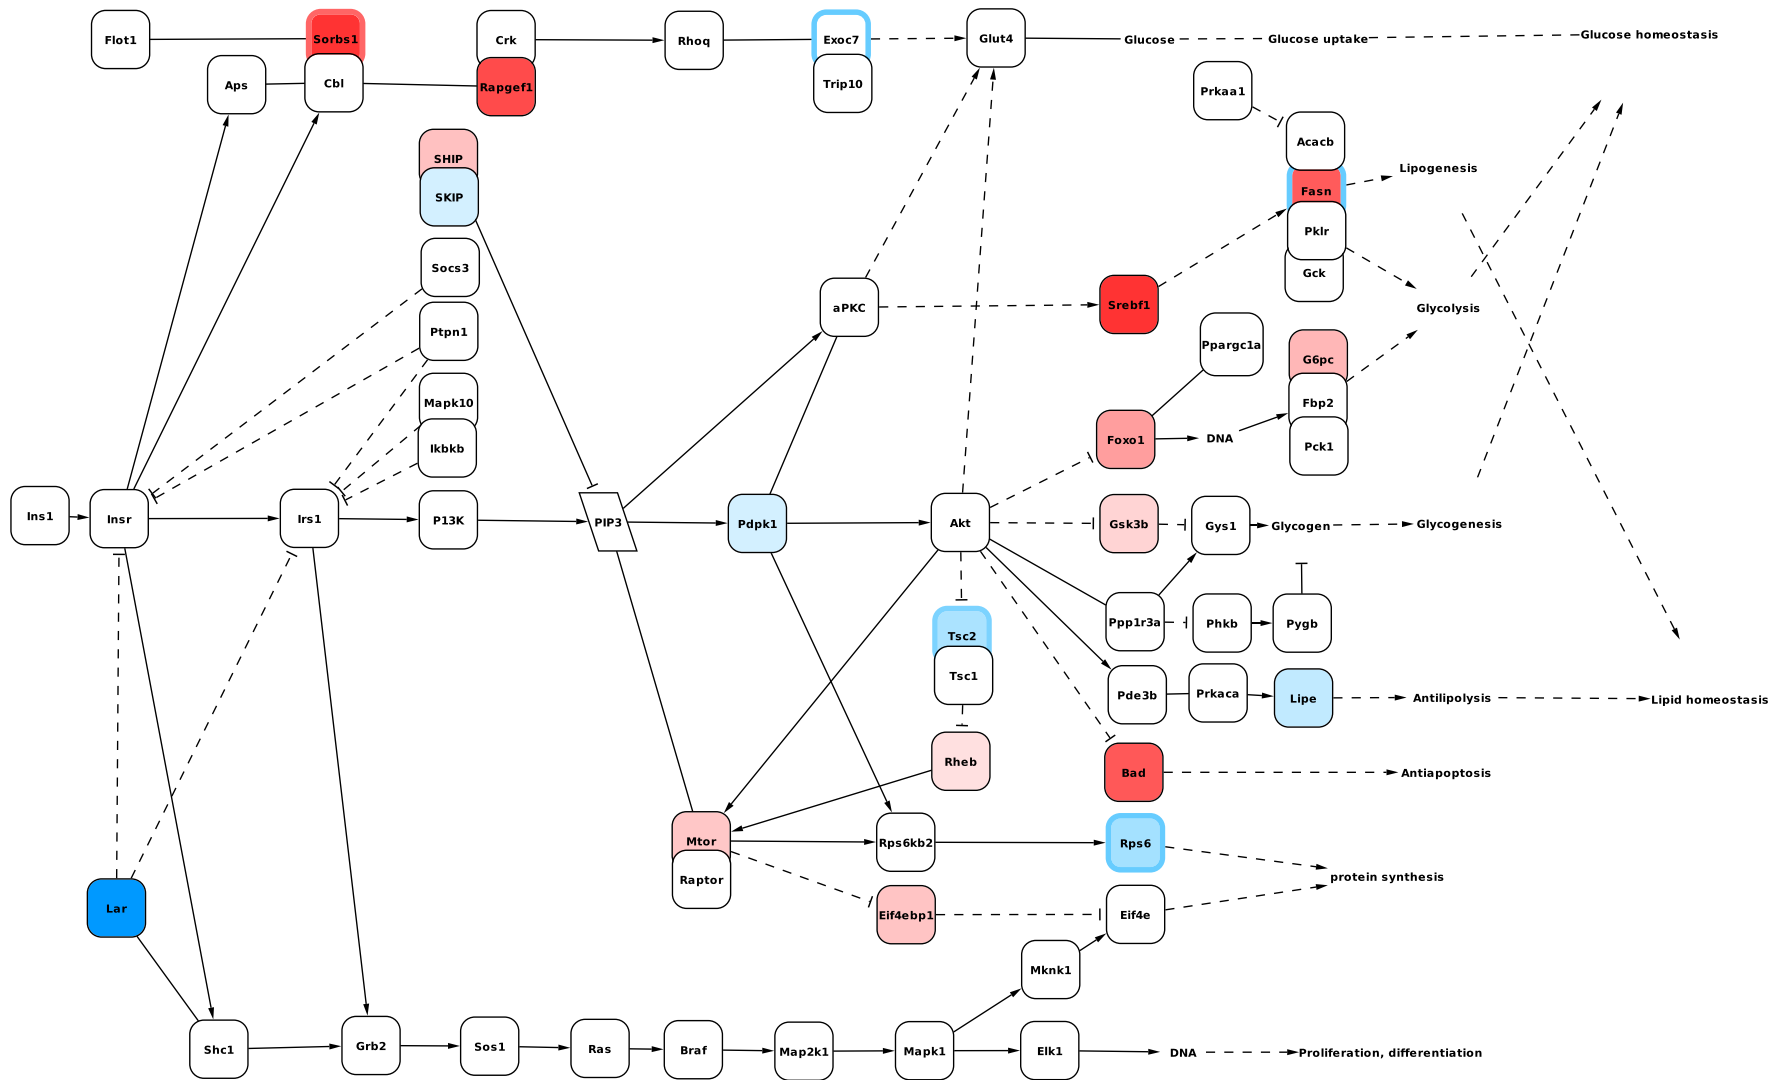 Flot1
Sorbs1
Crk
Rhoq
Exoc7
Glut4
Glucose
Glucose uptake
Glucose homeostasis
Aps
Cbl
Rapgef1
Trip10
Prkaa1
Acacb
SHIP
Lipogenesis
SKIP
Fasn
Pklr
Socs3
Gck
aPKC
Srebf1
Glycolysis
Ptpn1
Ppargc1a
G6pc
Mapk10
Fbp2
Ikbkb
Foxo1
DNA
Pck1
Ins1
Insr
Irs1
P13K
PIP3
Pdpk1
Akt
Gsk3b
Gys1
Glycogen
Glycogenesis
Tsc2
Ppp1r3a
Phkb
Pygb
Tsc1
Pde3b
Prkaca
Lipe
Antilipolysis
Lipid homeostasis
Rheb
Bad
Antiapoptosis
Mtor
Rps6kb2
Rps6
Raptor
protein synthesis
Lar
Eif4ebp1
Eif4e
Mknk1
Shc1
Grb2
Sos1
Ras
Braf
Map2k1
Mapk1
Elk1
DNA
Proliferation, differentiation